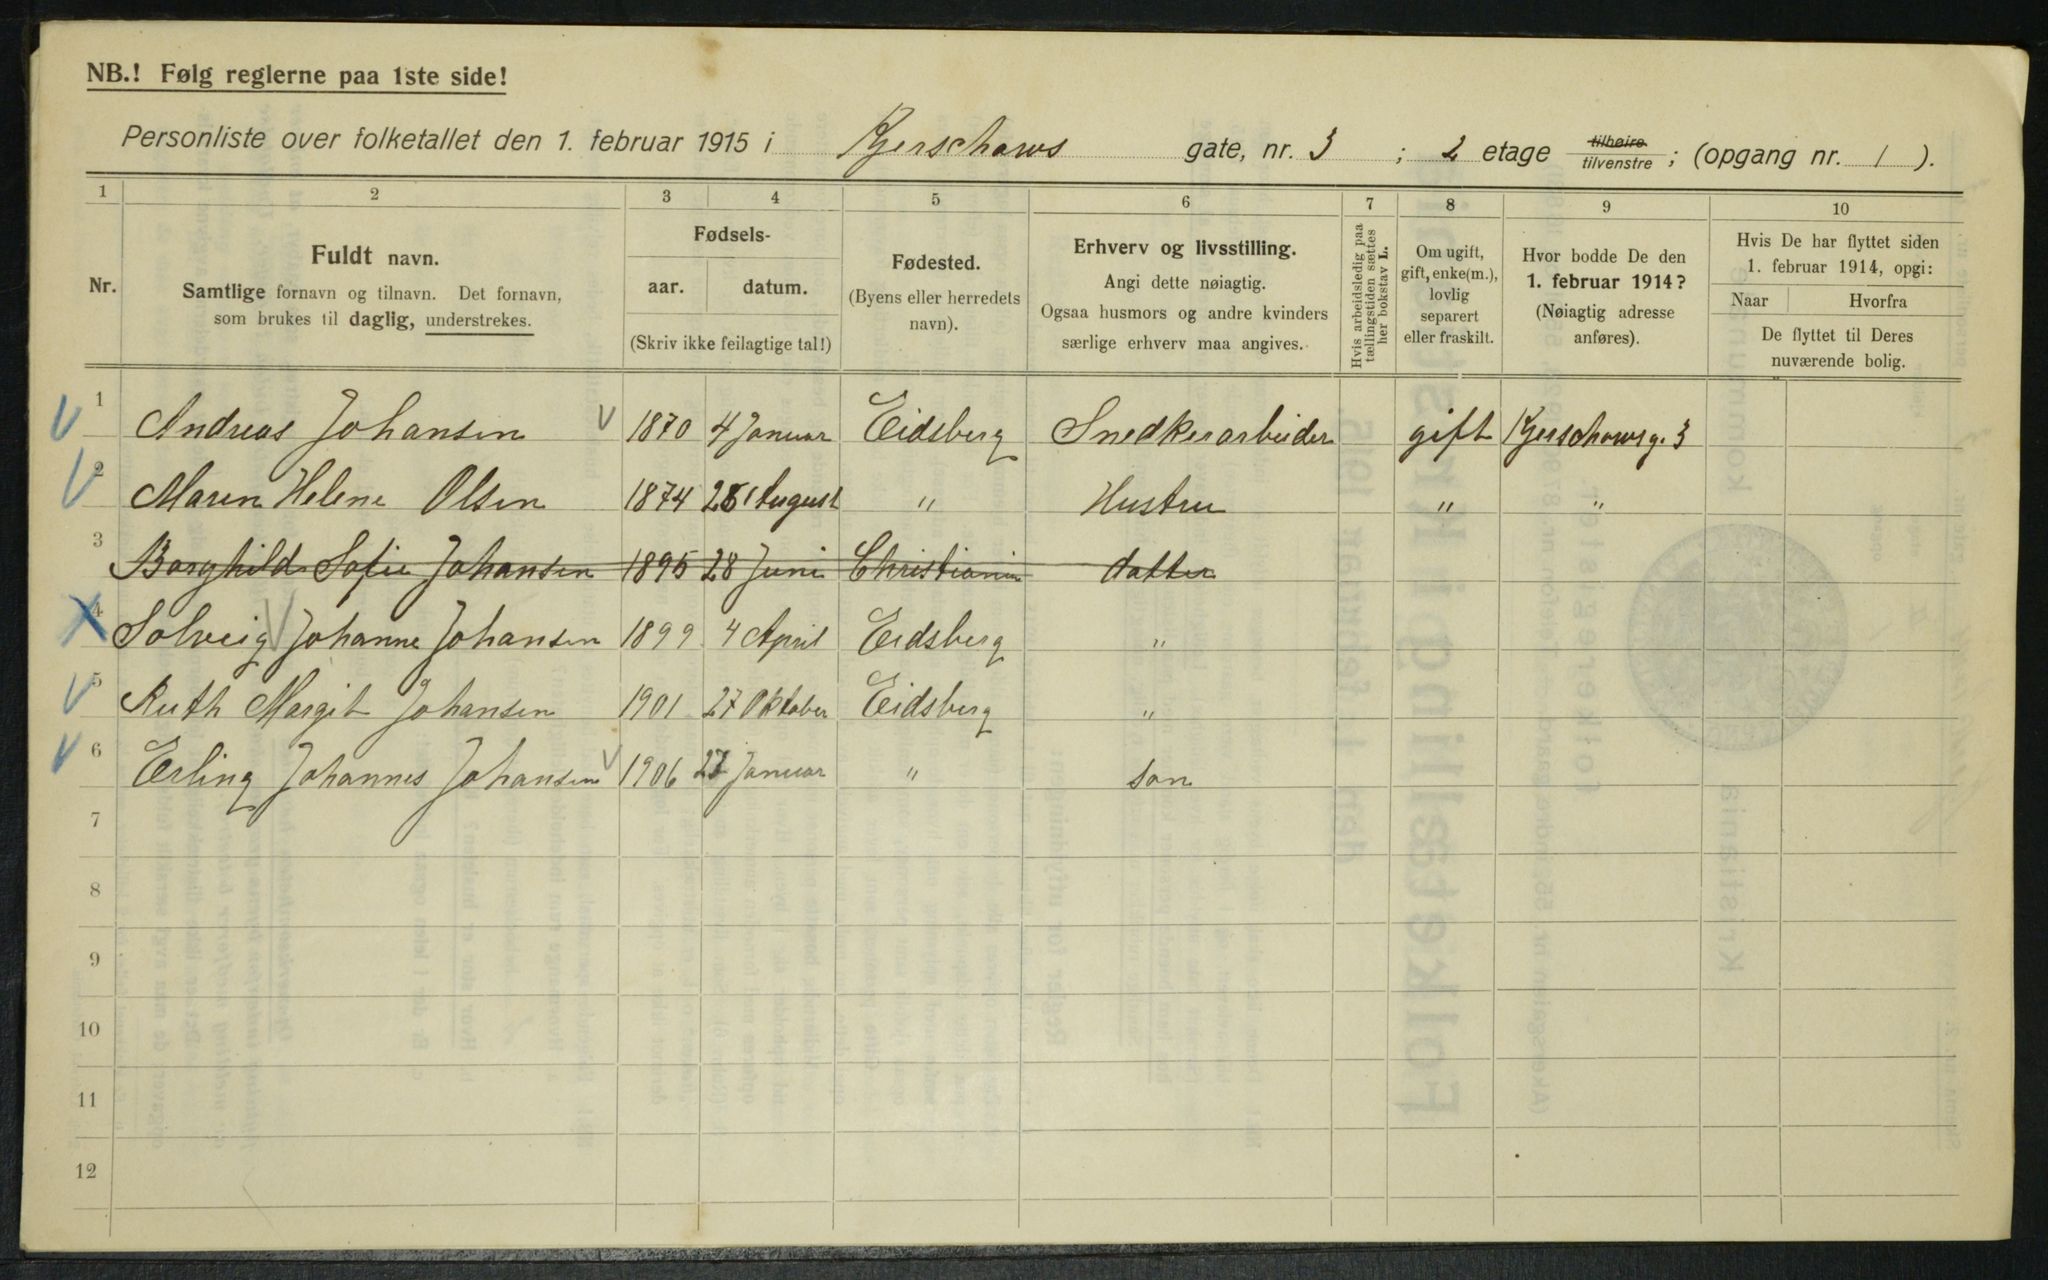 NB.! Følg reglerne paa 1ste side!
Personliste over folketallet den 1. februar 1915 i Kjerschows gate, nr. 3 ; 2 etage tilhøire tilvenstre ; (opgang nr. 1 ).
1 2 3 4 5 6 7 8 9 10
Nr.
Fuldt navn.
Samtlige fornavn og tilnavn. Det fornavn,
som brukes til daglig, understrekes.
Fødsels-
aar. datum.
(Skriv ikke feilagtige tal!)
Fødested.
(Byens eller herredets
navn).
Erhverv og livsstilling.
Angi dette nøiagtig.
Ogsaa husmors og andre kvinders
særlige erhverv maa angives.
Hvis arbeidsledig paa
tællingstiden sættes
her bokstav L.
Om ugift,
gift, enke(m.),
lovlig
separert
eller fraskilt.
Hvor bodde De den
1. februar 1914?
(Nøiagtig adresse
anføres).
Hvis De har flyttet siden
1. februar 1914, opgi:
Naar Hvorfra
De flyttet til Deres
nuværende bolig.
1 Andreas Johansen 1870 4 Januar Eidsberg Snedkerarbeider gift Kjerschowsg. 3
2 Maren Helene Olsen 1874 August " Hustru " "
3 Borghild Sofie Johansen 1895 28 Juni Christiania datter
4 Solveig Johanne Johansen 1899 4 April Eidsberg "
5 Ruth Margit Johansen 1901 27 Oktober Eidsberg "
6 Erling Johannes Johansen 1906 Januar " søn
7
8
9
10
11
12